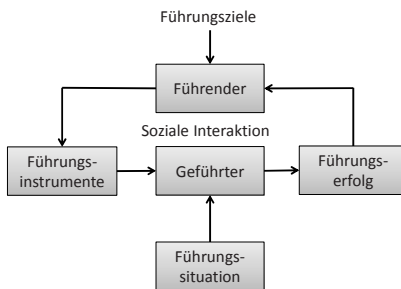 Führungsziele
Führender
Soziale Interaktion
Führungs-
instrumente
Geführter
Führungs-
erfolg
Führungs-
situation